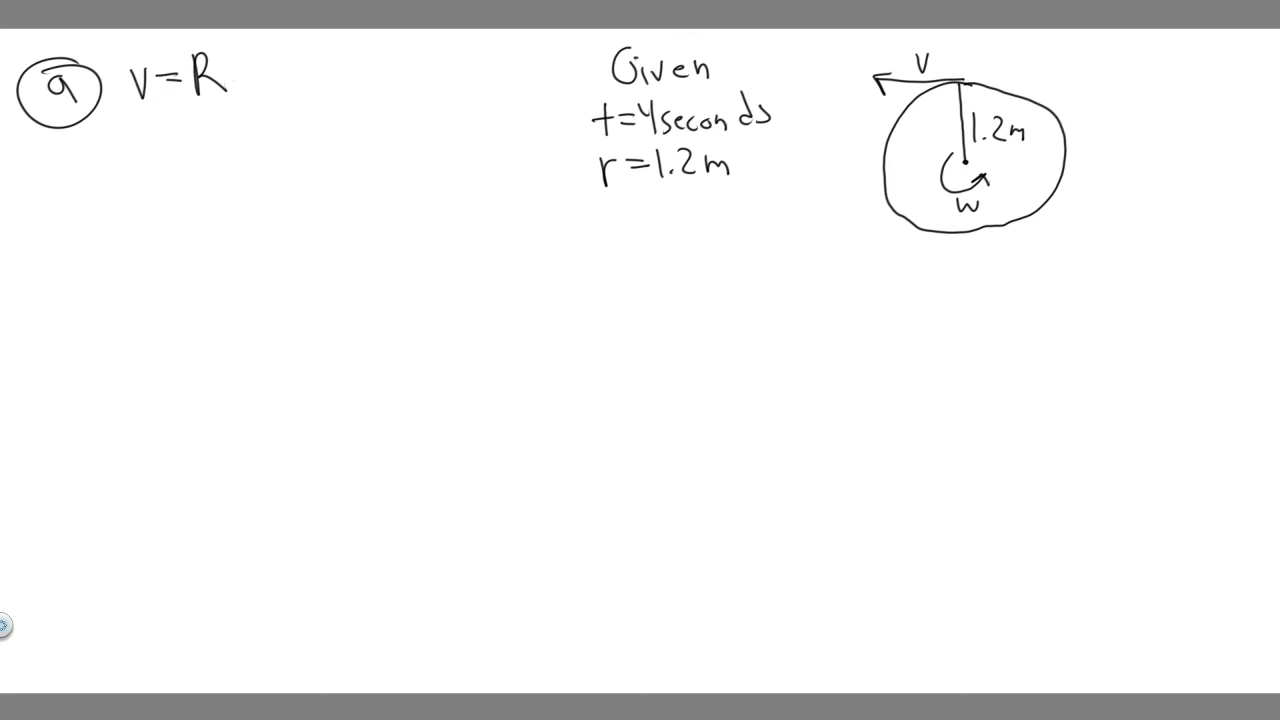 a V=R
Given
t=4seconds
r=1.2m
V
1.2m
w